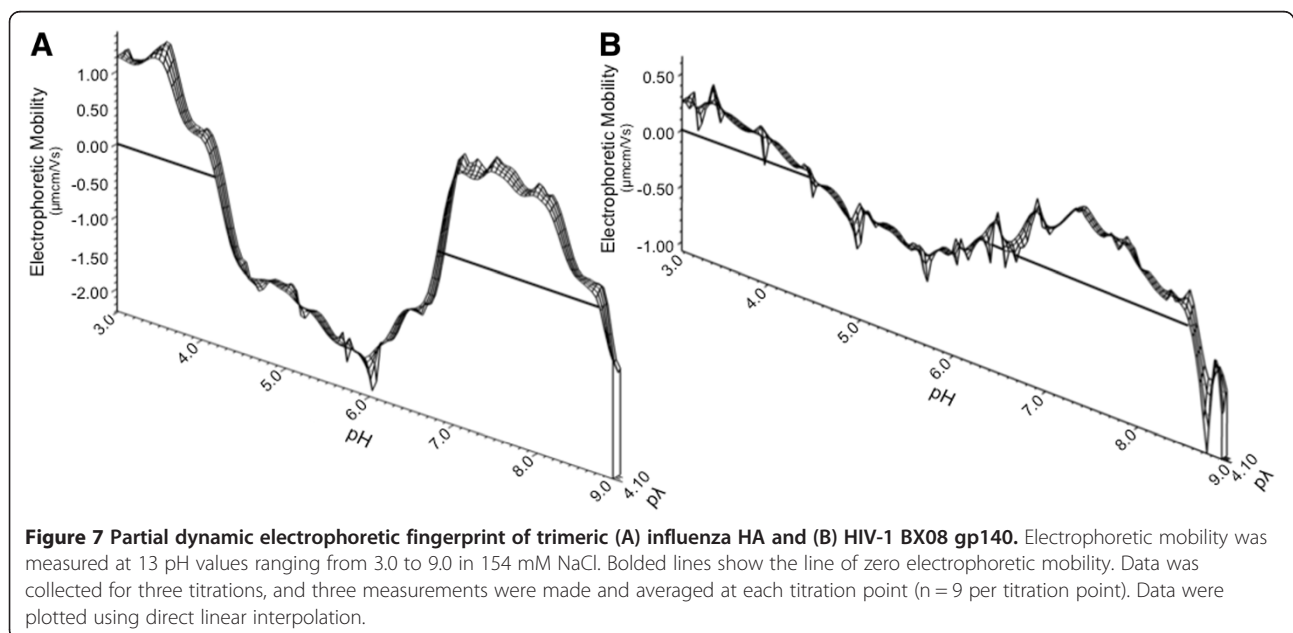 A
Electrophoretic Mobility
(µmcm/Vs)
1.00
0.50
0.00
-0.50
-1.00
-1.50
-2.00
3.0
4.0
5.0
6.0
7.0
8.0
9.0
4.10
pH
pλ
B
Electrophoretic Mobility
(µmcm/Vs)
0.50
0.00
-0.50
-1.00
3.0
4.0
5.0
6.0
7.0
8.0
9.0
4.10
pH
pλ
Figure 7 Partial dynamic electrophoretic fingerprint of trimeric (A) influenza HA and (B) HIV-1 BX08 gp140. Electrophoretic mobility was
measured at 13 pH values ranging from 3.0 to 9.0 in 154 mM NaCl. Bolded lines show the line of zero electrophoretic mobility. Data was
collected for three titrations, and three measurements were made and averaged at each titration point (n = 9 per titration point). Data were
plotted using direct linear interpolation.